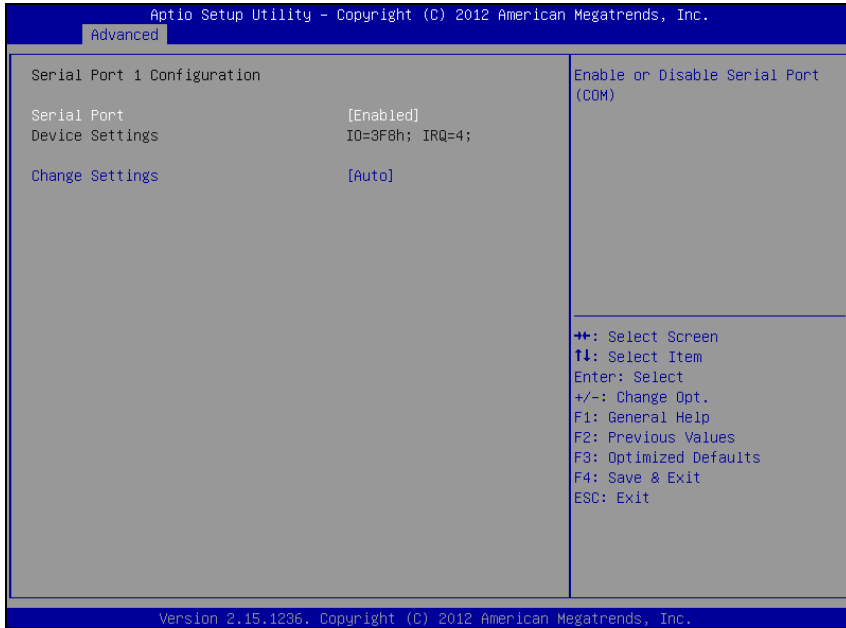 Aptio Setup Utility – Copyright (C) 2012 American Megatrends, Inc.
Advanced
Serial Port 1 Configuration
Serial Port [Enabled]
Device Settings IO=3F8h; IRQ=4;
Change Settings [Auto]
Enable or Disable Serial Port
(COM)
→←: Select Screen
↑↓: Select Item
Enter: Select
+/-: Change Opt.
F1: General Help
F2: Previous Values
F3: Optimized Defaults
F4: Save & Exit
ESC: Exit
Version 2.15.1236. Copyright (C) 2012 American Megatrends, Inc.